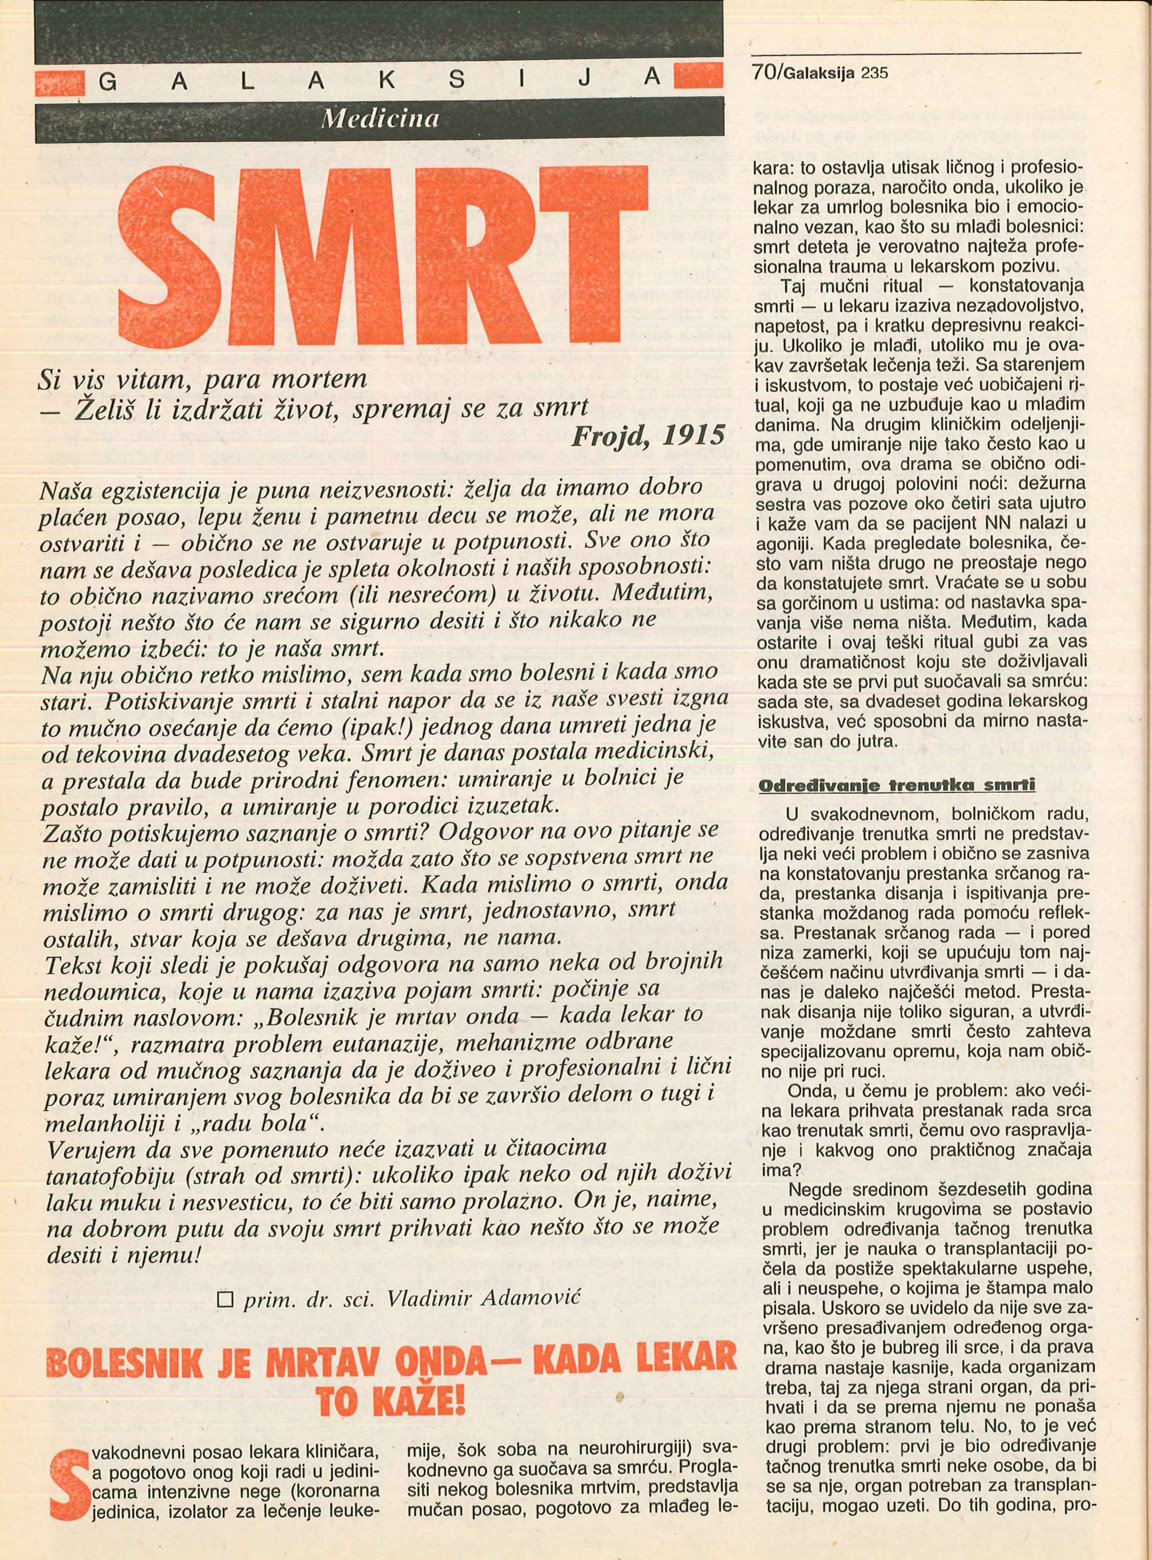 GALAKSIJA
Medicina
70/Galaksija 235
SMRT
Si vis vitam, para mortem
— Želiš li izdržati život, spremaj se za smrt
Frojd, 1915
Naša egzistencija je puna neizvesnosti: želja da imamo dobro
plaćen posao, lepu ženu i pametnu decu se može, ali ne mora
ostvariti i — obično se ne ostvaruje u potpunosti. Sve ono što
nam se dešava posledica je spleta okolnosti i naših sposobnosti:
to obično nazivamo srećom (ili nesrećom) u životu. Međutim,
postoji nešto što će nam se sigurno desiti i što nikako ne
možemo izbeći: to je naša smrt.
Na nju obično retko mislimo, sem kada smo bolesni i kada smo
stari. Potiskivanje smrti i stalni napor da se iz naše svesti izgna
to mučno osećanje da ćemo (ipak!) jednog dana umreti jedna je
od tekovina dvadesetog veka. Smrt je danas postala medicinski,
a prestala da bude prirodni fenomen: umiranje u bolnici je
postalo pravilo, a umiranje u porodici izuzetak.
Zašto potiskujemo saznanje o smrti? Odgovor na ovo pitanje se
ne može dati u potpunosti: možda zato što se sopstvena smrt ne
može zamisliti i ne može doživeti. Kada mislimo o smrti, onda
mislimo o smrti drugog: za nas je smrt, jednostavno, smrt
ostalih, stvar koja se dešava drugima, ne nama.
Tekst koji sledi je pokušaj odgovora na samo neka od brojnih
nedoumica, koje u nama izaziva pojam smrti: počinje sa
čudnim naslovom: „Bolesnik je mrtav onda — kada lekar to
kaže!“, razmatra problem eutanazije, mehanizme odbrane
lekara od mučnog saznanja da je doživeo i profesionalni i lični
poraz umiranjem svog bolesnika da bi se završio delom o tugi i
melanholiji i „radu bola“.
Verujem da sve pomenuto neće izazvati u čitaocima
tanatofobiju (strah od smrti): ukoliko ipak neko od njih doživi
laku muku i nesvesticu, to će biti samo prolazno. On je, naime,
na dobrom putu da svoju smrt prihvati kao nešto što se može
desiti i njemu!
□ prim. dr. sci. Vladimir Adamović
BOLESNIK JE MRTAV ONDA — KADA LEKAR
TO KAŽE!
Svakodnevni posao lekara kliničara,
a pogotovo onog koji radi u jedini-
cama intenzivne nege (koronarna
jedinica, izolator za lečenje leuke-
mije, šok soba na neurohirurgiji) sva-
kodnevno ga suočava sa smrću. Progla-
siti nekog bolesnika mrtvim, predstavlja
mučan posao, pogotovo za mlađeg le-
kara: to ostavlja utisak ličnog i profesio-
nalnog poraza, naročito onda, ukoliko je
lekar za umrlog bolesnika bio i emocio-
nalno vezan, kao što su mlađi bolesnici:
smrt deteta je verovatno najteža profe-
sionalna trauma u lekarskom pozivu.
Taj mučni ritual — konstatovanja
smrti — u lekaru izaziva nezadovoljstvo,
napetost, pa i kratku depresivnu reakci-
ju. Ukoliko je mlađi, utoliko mu je ova-
kav završetak lečenja teži. Sa starenjem
i iskustvom, to postaje već uobičajeni ri-
tual, koji ga ne uzbuđuje kao u mlađim
danima. Na drugim kliničkim odeljenji-
ma, gde umiranje nije tako često kao u
pomenutim, ova drama se obično odi-
grava u drugoj polovini noći: dežurna
sestra vas pozove oko četiri sata ujutro
i kaže vam da se pacijent NN nalazi u
agoniji. Kada pregledate bolesnika, če-
sto vam ništa drugo ne preostaje nego
da konstatujete smrt. Vraćate se u sobu
sa gorčinom u ustima: od nastavka spa-
vanja više nema ništa. Međutim, kada
ostarite i ovaj teški ritual gubi za vas
onu dramatičnost koju ste doživljavali
kada ste se prvi put suočavali sa smrću:
sada ste, sa dvadeset godina lekarskog
iskustva, već sposobni da mirno nasta-
vite san do jutra.
Određivanje trenutka smrti
U svakodnevnom, bolničkom radu,
određivanje trenutka smrti ne predstav-
lja neki veći problem i obično se zasniva
na konstatovanju prestanka srčanog ra-
da, prestanka disanja i ispitivanja pre-
stanka moždanog rada pomoću reflek-
sa. Prestanak srčanog rada — i pored
niza zamerki, koji se upućuju tom naj-
češćem načinu utvrđivanja smrti — i da-
nas je daleko najčešći metod. Presta-
nak disanja nije toliko siguran, a utvrđi-
vanje moždane smrti često zahteva
specijalizovanu opremu, koja nam obič-
no nije pri ruci.
Onda, u čemu je problem: ako veći-
na lekara prihvata prestanak rada srca
kao trenutak smrti, čemu ovo raspravlja-
nje i kakvog ono praktičnog značaja
ima?
Negde sredinom šezdesetih godina
u medicinskim krugovima se postavio
problem određivanja tačnog trenutka
smrti, jer je nauka o transplantaciji po-
čela da postiže spektakularne uspehe,
ali i neuspehe, o kojima je štampa malo
pisala. Uskoro se uvidelo da nije sve za-
vršeno presađivanjem određenog orga-
na, kao što je bubreg ili srce, i da prava
drama nastaje kasnije, kada organizam
treba, taj za njega strani organ, da pri-
hvati i da se prema njemu ne ponaša
kao prema stranom telu. No, to je već
drugi problem: prvi je bio određivanje
tačnog trenutka smrti neke osobe, da bi
se sa nje, organ potreban za transplan-
taciju, mogao uzeti. Do tih godina, pro-